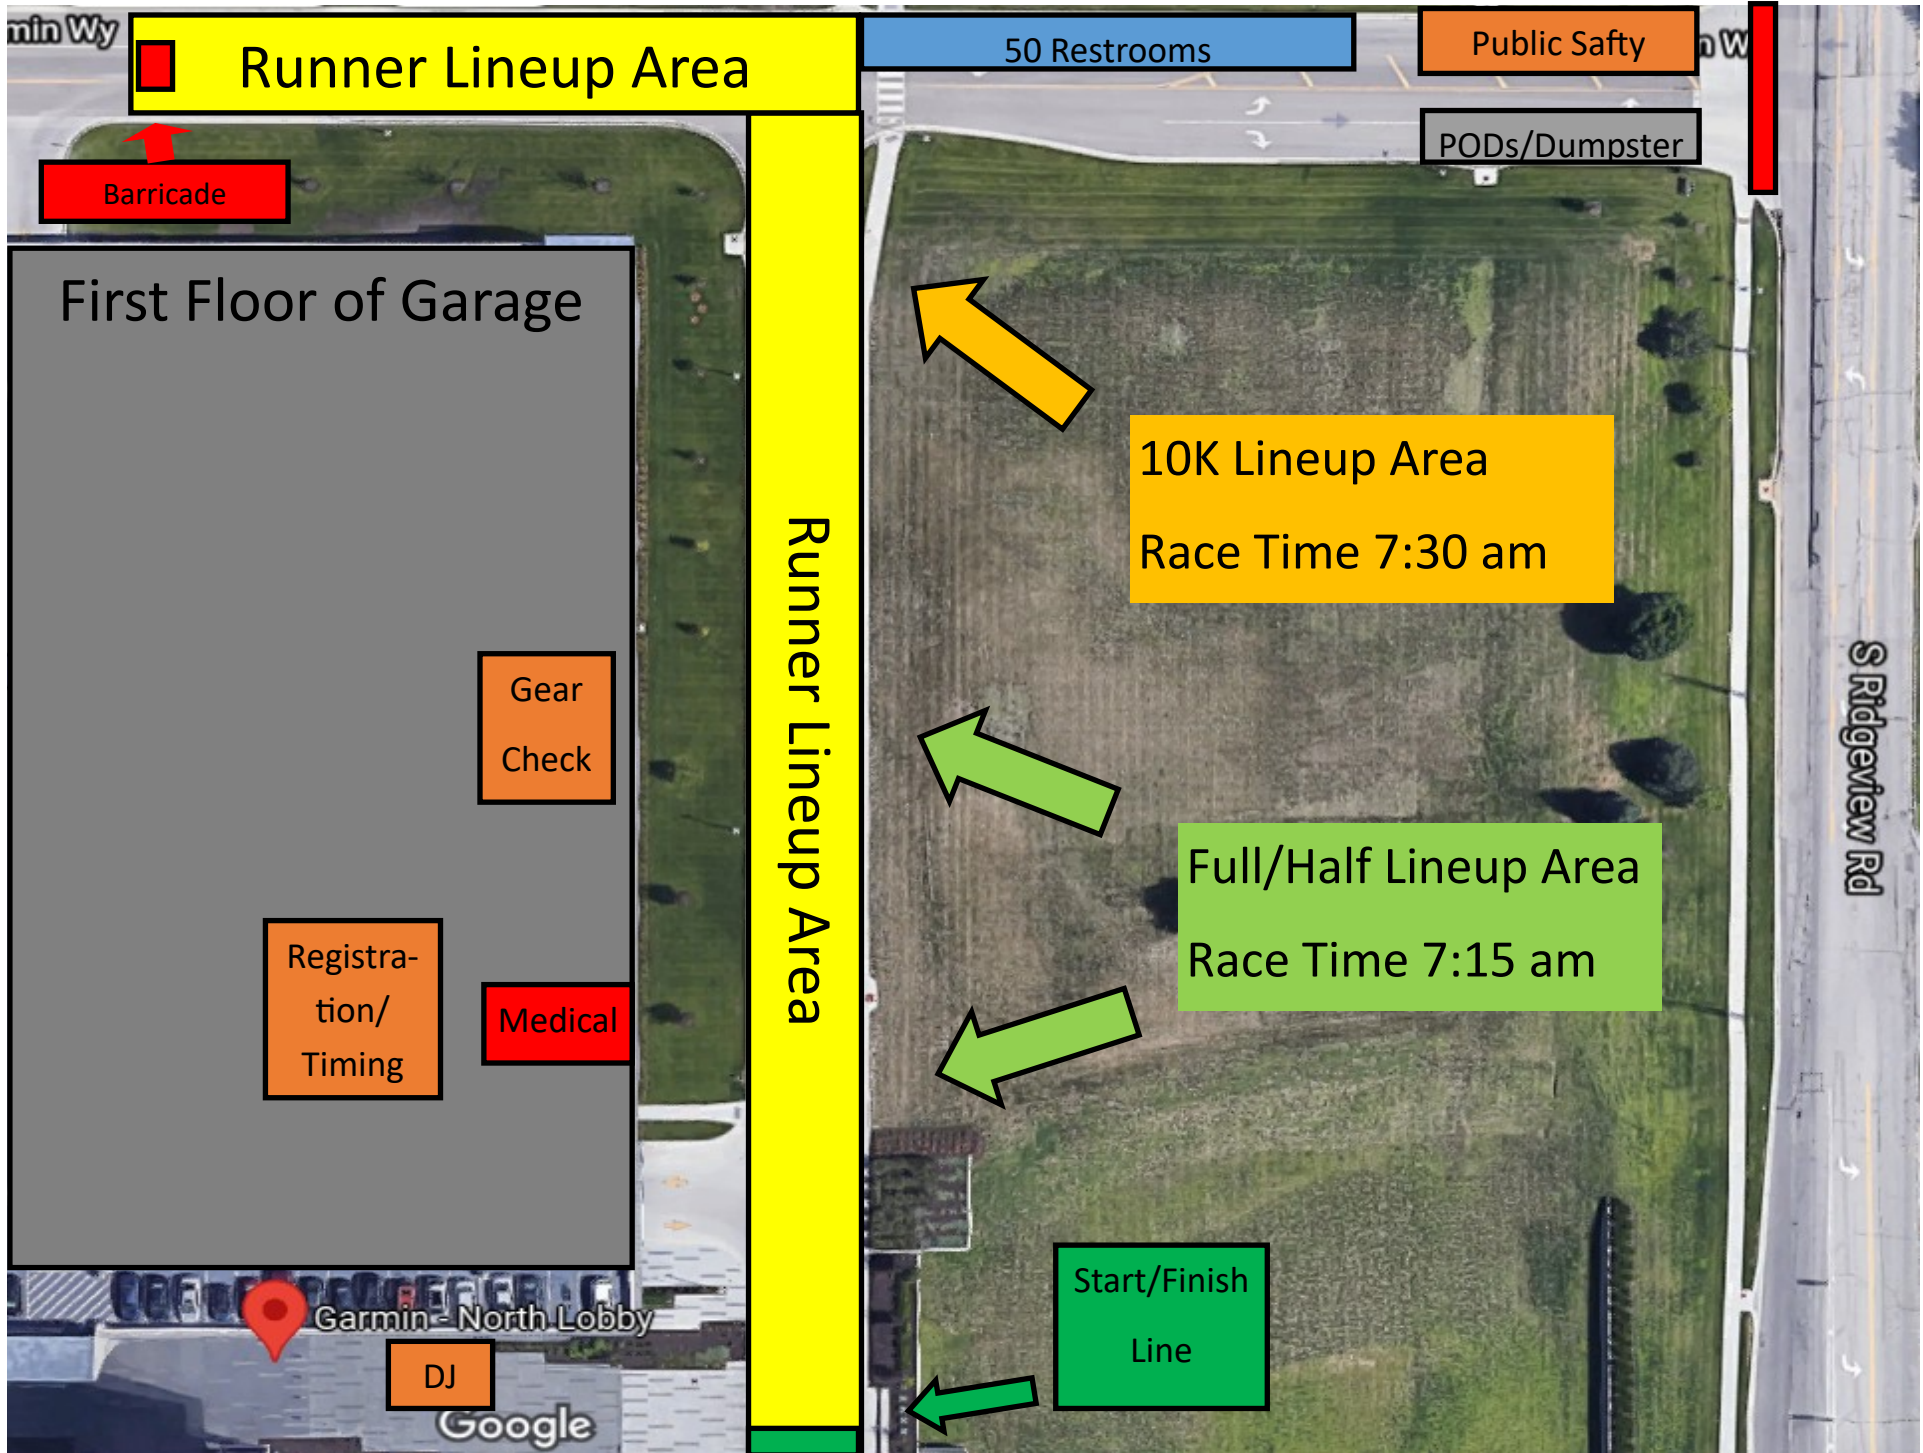 min Wy
Runner Lineup Area
50 Restrooms
Public Safty
n W
PODs/Dumpster
Barricade
First Floor of Garage
10K Lineup Area
Race Time 7:30 am
Runner Lineup Area
Gear
Check
S Ridgeview Rd
Full/Half Lineup Area
Race Time 7:15 am
Registra-
tion/
Timing
Medical
Start/Finish
Line
Garmin - North Lobby
DJ
Google